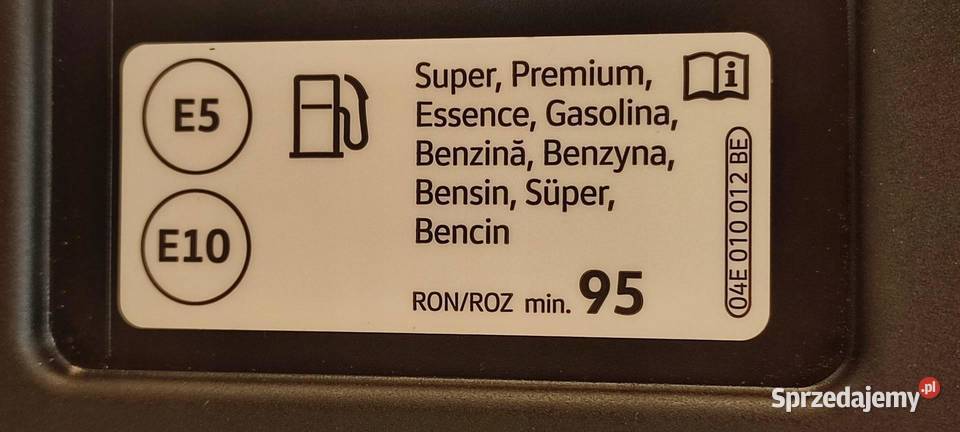 E5
E10
Super, Premium,
Essence, Gasolina,
Benzină, Benzyna,
Bensin, Süper,
Bencin
RON/ROZ min. 95
i
04E 010 012 BE
Sprzedajemy.pl